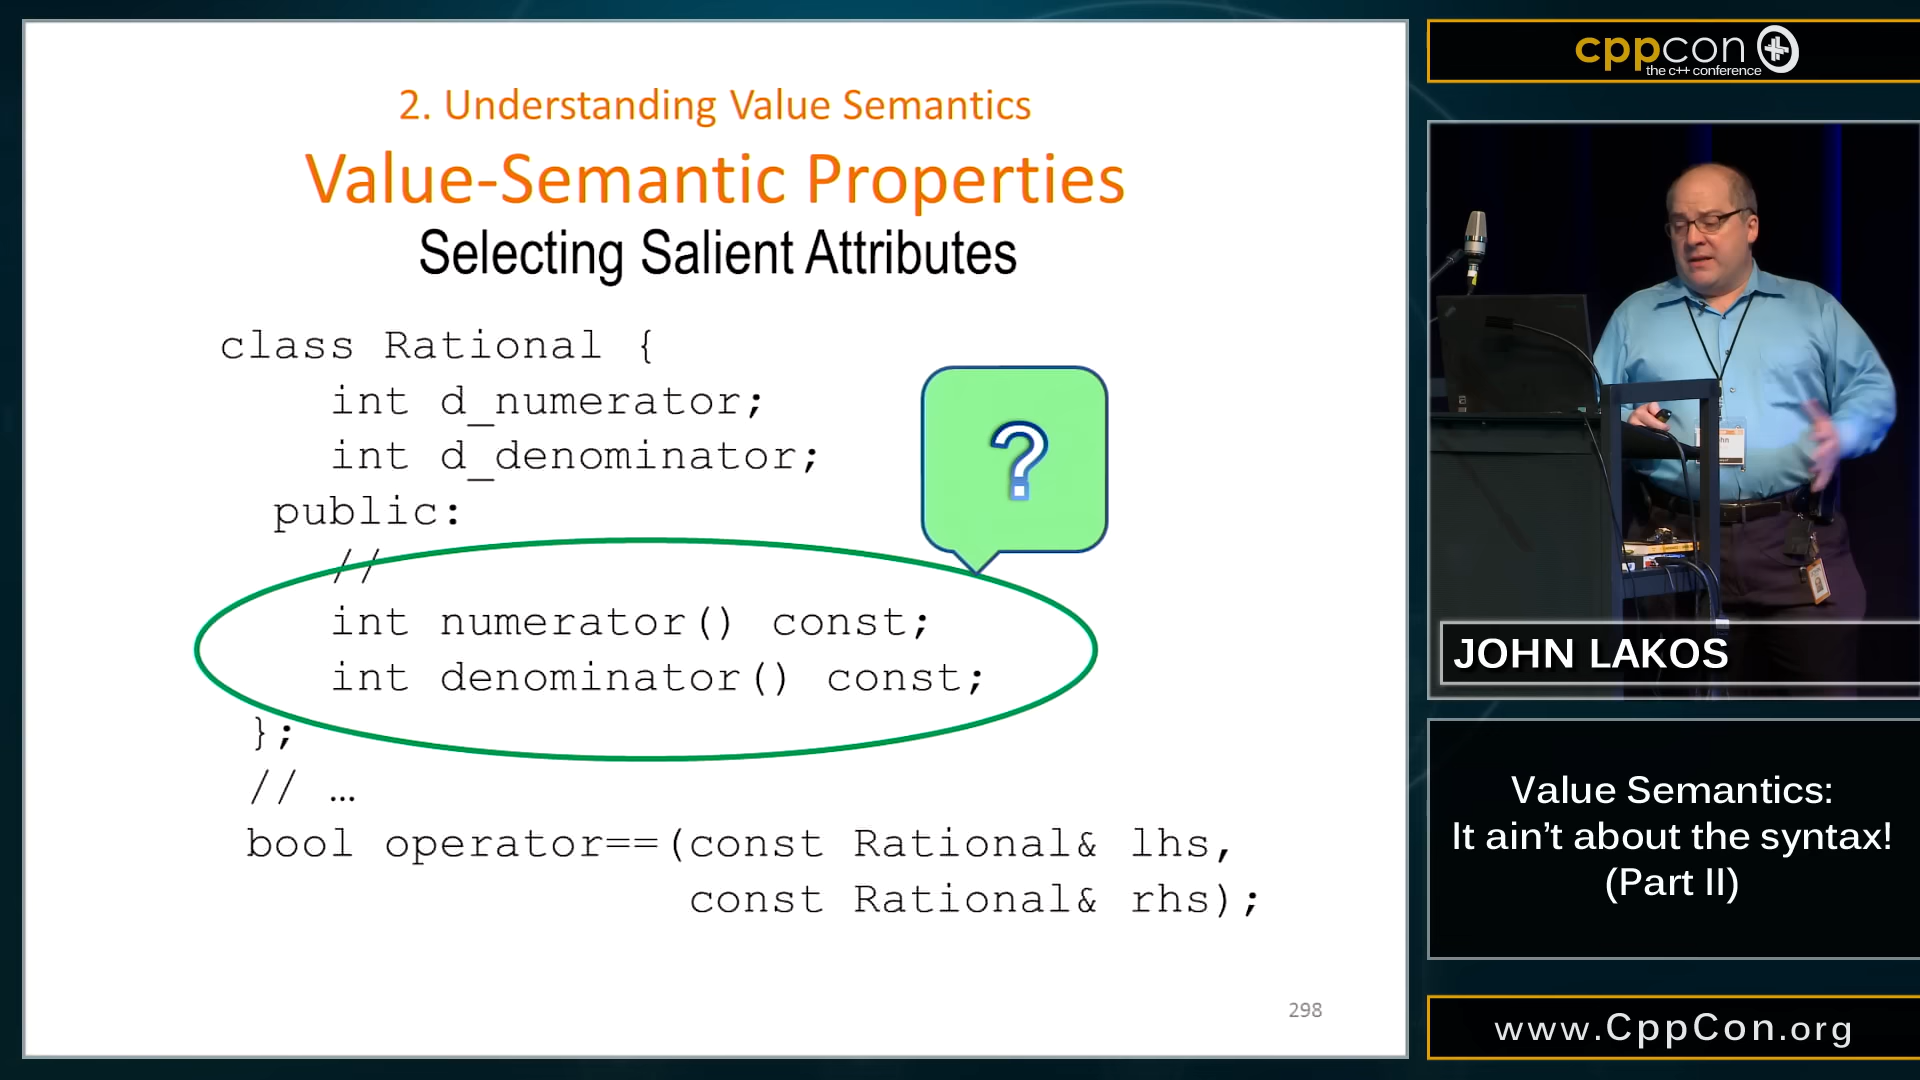 2. Understanding Value Semantics
Value-Semantic Properties
Selecting Salient Attributes
class Rational {
int d_numerator;
int d_denominator;
public:
//
int numerator() const;
int denominator() const;
};
// …
bool operator==(const Rational& lhs,
const Rational& rhs);
?
298
cppcon
the c++ conference
JOHN LAKOS
Value Semantics:
It ain’t about the syntax!
(Part II)
www.CppCon.org